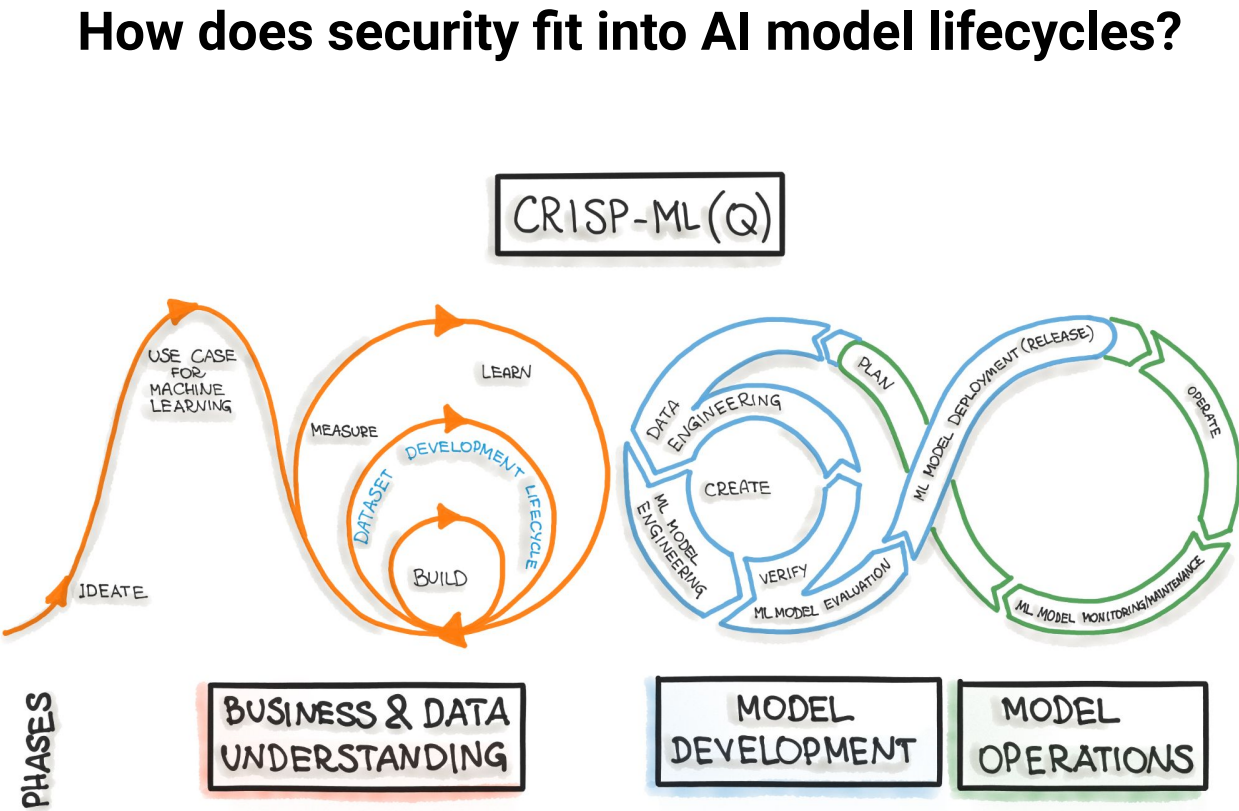 How does security fit into AI model lifecycles?
CRISP-ML(Q)
IDEATE
USE CASE
FOR
MACHINE
LEARNING
MEASURE
LEARN
DATASET DEVELOPMENT LIFECYCLE
BUILD
DATA
ENGINEERING
ML MODEL
ENGINEERING
CREATE
VERIFY
ML MODEL EVALUATION
PLAN
ML MODEL DEPLOYMENT (RELEASE)
OPERATE
ML MODEL MONITORING/MAINTENANCE
PHASES
BUSINESS & DATA
UNDERSTANDING
MODEL
DEVELOPMENT
MODEL
OPERATIONS